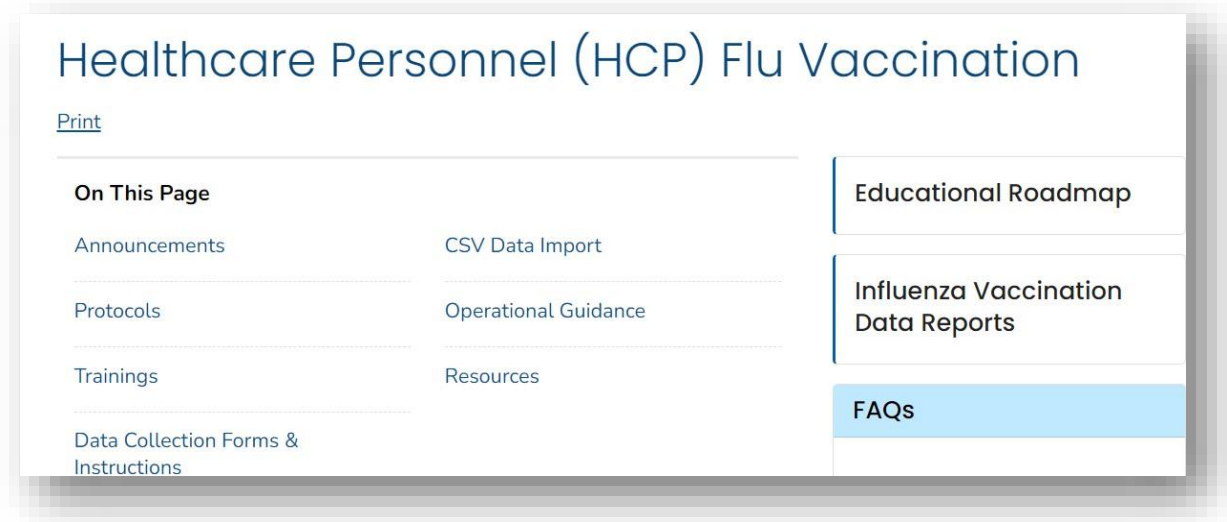 Healthcare Personnel (HCP) Flu Vaccination
Print
On This Page
Announcements
Protocols
Trainings
Data Collection Forms &
Instructions
CSV Data Import
Operational Guidance
Resources
Educational Roadmap
Influenza Vaccination
Data Reports
FAQs